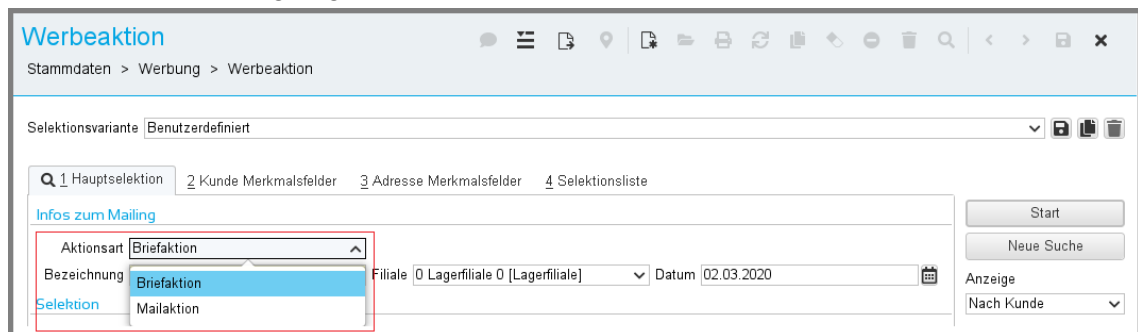 Werbeaktion
Stammdaten > Werbung > Werbeaktion
Selektionsvariante Benutzerdefiniert
1 Hauptselektion 2 Kunde Merkmalsfelder 3 Adresse Merkmalsfelder 4 Selektionsliste
Infos zum Mailing
Start
Aktionsart Briefaktion
Neue Suche
Bezeichnung Filiale 0 Lagerfiliale 0 [Lagerfiliale] Datum 02.03.2020
Briefaktion
Anzeige
Selektion
Mailaktion
Nach Kunde